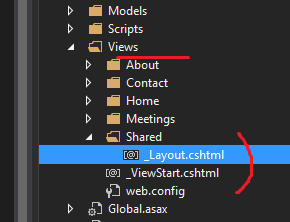 Models
Scripts
Views
About
Contact
Home
Meetings
Shared
_Layout.cshtml
_ViewStart.cshtml
web.config
Global.asax